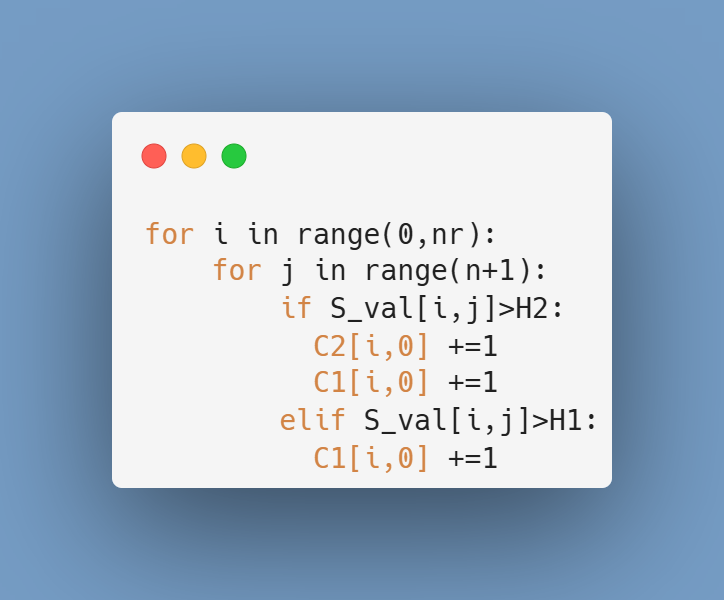 for i in range(0,nr):
    for j in range(n+1):
        if S_val[i,j]>H2:
          C2[i,0] +=1
          C1[i,0] +=1
        elif S_val[i,j]>H1:
          C1[i,0] +=1